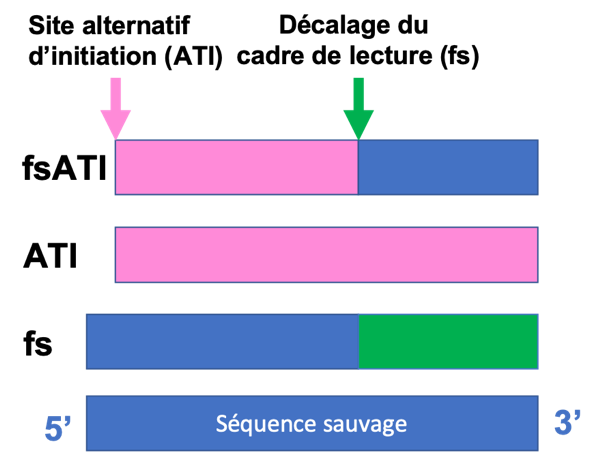 Site alternatif
d’initiation (ATI)
Décalage du
cadre de lecture (fs)
fsATI
ATI
fs
5’
Séquence sauvage
3’